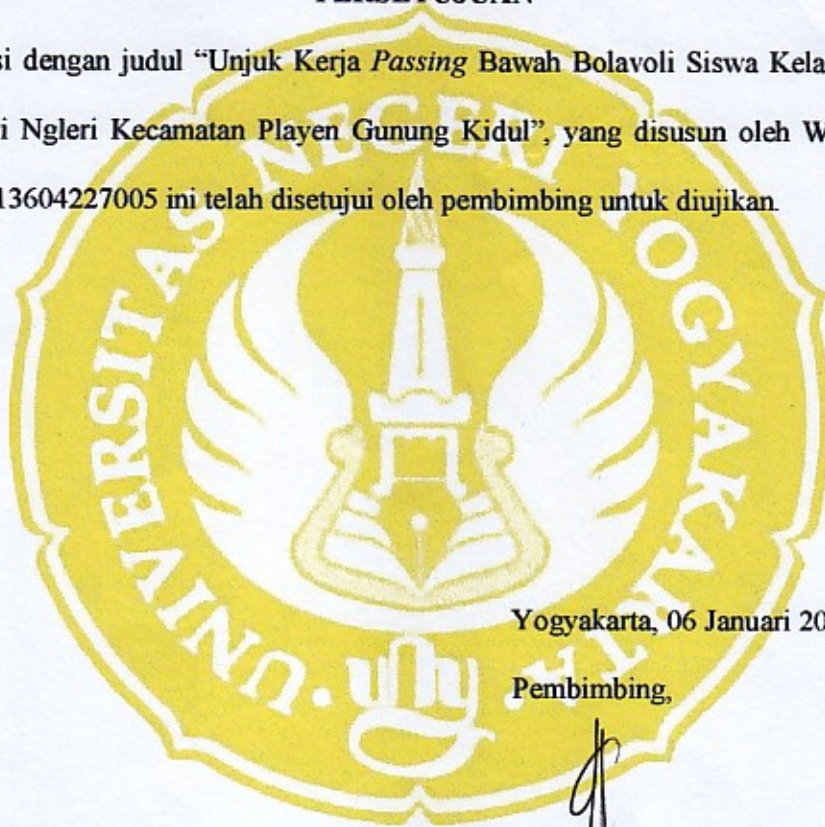 PERSETUJUAN
si dengan judul “Unjuk Kerja Passing Bawah Bolavoli Siswa Kela
i Ngleri Kecamatan Playen Gunung Kidul”, yang disusun oleh W
13604227005 ini telah disetujui oleh pembimbing untuk diujikan.
UNIVERSITAS NEGERI YOGYAKARTA
uny
Yogyakarta, 06 Januari 20
Pembimbing,